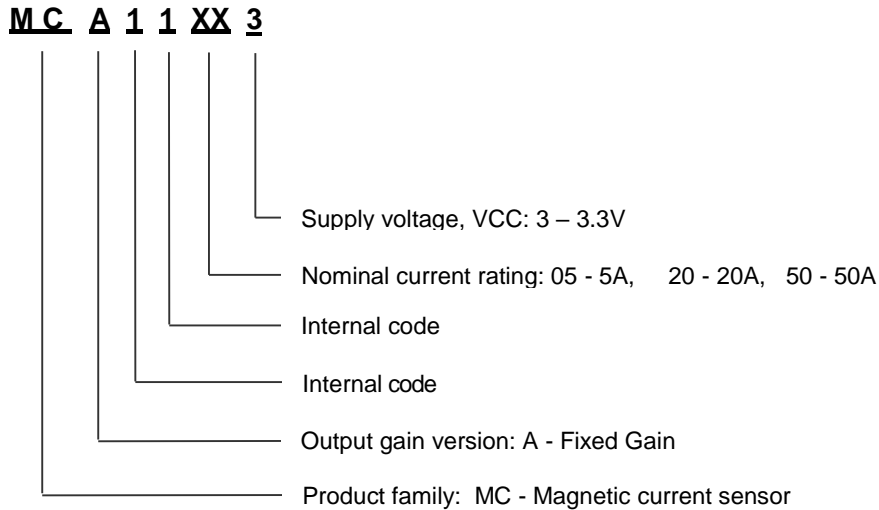 MC A 1 1 XX 3
Supply voltage, VCC: 3 – 3.3V
Nominal current rating: 05 - 5A, 20 - 20A, 50 - 50A
Internal code
Internal code
Output gain version: A - Fixed Gain
Product family: MC - Magnetic current sensor